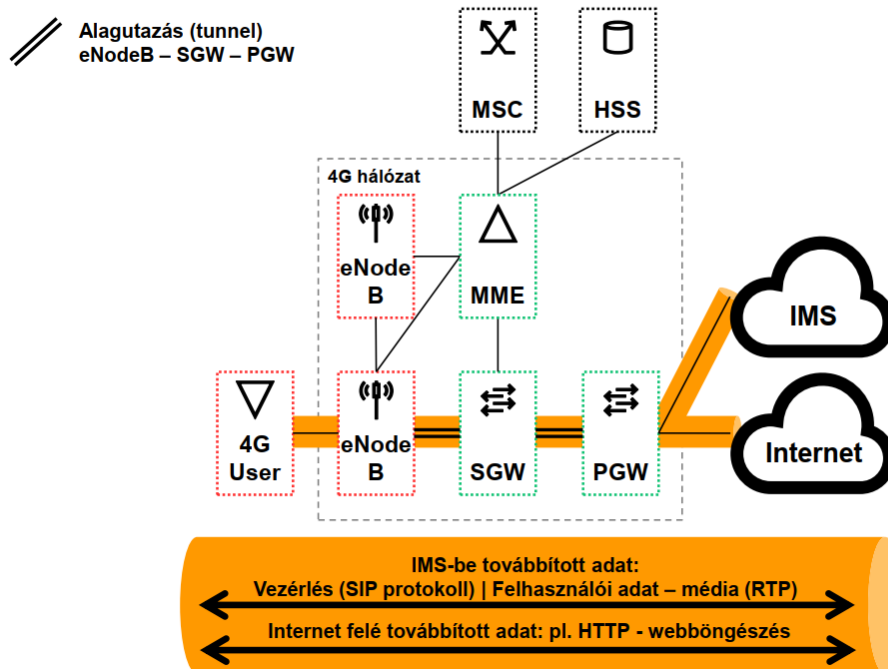 Alagutazás (tunnel)
eNodeB – SGW – PGW
MSC
HSS
4G hálózat
eNode
B
MME
IMS
4G
User
eNode
B
SGW
PGW
Internet
IMS-be továbbított adat:
Vezérlés (SIP protokoll) | Felhasználói adat – média (RTP)
Internet felé továbbított adat: pl. HTTP - webböngészés